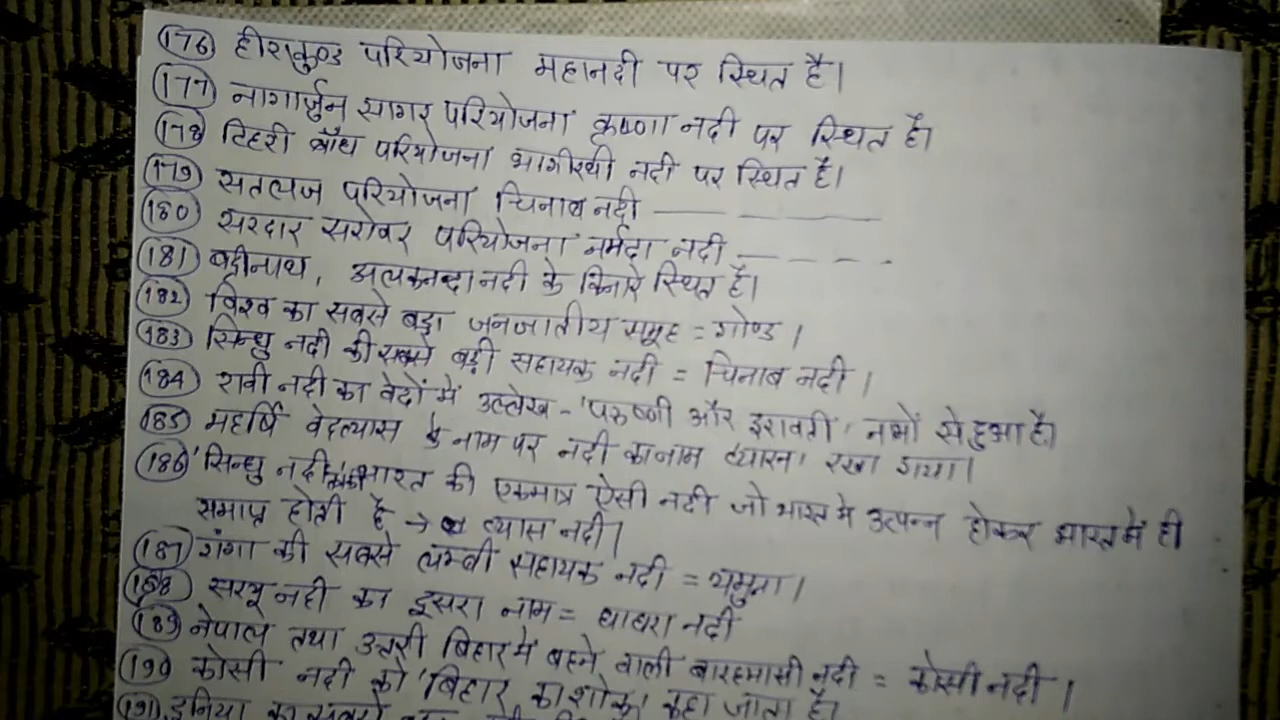 (176) हीराकुण्ड परियोजना महानदी पर स्थित है।
(177) नागार्जुन सागर परियोजना कृष्णा नदी पर स्थित है।
(178) टिहरी बाँध परियोजना भागीरथी नदी पर स्थित है।
(179) सतलज परियोजना चिनाब नदी — —
(180) सरदार सरोवर परियोजना नर्मदा नदी — — — -
(181) बद्रीनाथ, अलकनन्दा नदी के किनारे स्थित है।
(182) विश्व का सबसे बड़ा जनजातीय समूह = गोण्ड।
(183) सिन्धु नदी की सबसे बड़ी सहायक नदी = चिनाब नदी।
(184) रावी नदी का वेदों में उल्लेख - 'परुष्णी और इरावती' नामों से हुआ है।
(185) महर्षि वेदव्यास के नाम पर नदी का नाम 'व्यास' रखा गया।
(186) 'सिन्धु नदी भारत की एकमात्र ऐसी नदी जो भारत मे उत्पन्न होकर भारत में ही
समाप्त होती है → व्यास नदी।
(187) गंगा की सबसे लम्बी सहायक नदी = यमुना।
(188) सरयू नदी का दूसरा नाम = घाघरा नदी
(189) नेपाल तथा उत्तरी बिहार में बहने वाली बारहमासी नदी = कोसी नदी।
(190) कोसी नदी को 'बिहार का शोक' कहा जाता है।
(191) दुनिया का सबसे